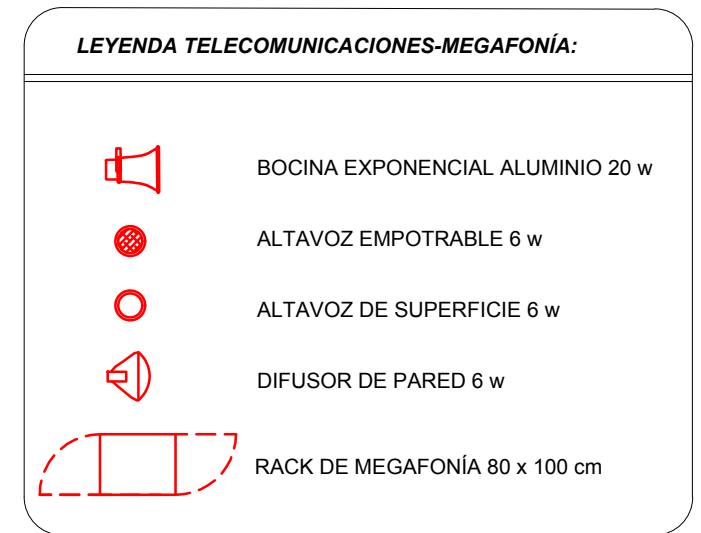 LEYENDA TELECOMUNICACIONES-MEGAFONÍA:
BOCINA EXPONENCIAL ALUMINIO 20 w
ALTAVOZ EMPOTRABLE 6 w
ALTAVOZ DE SUPERFICIE 6 w
DIFUSOR DE PARED 6 w
RACK DE MEGAFONÍA 80 x 100 cm